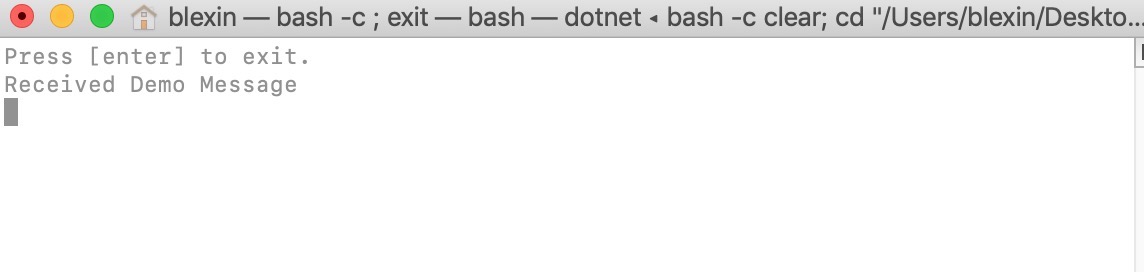 blexin — bash -c ; exit — bash — dotnet ◂ bash -c clear; cd "/Users/blexin/Deskto...
Press [enter] to exit.
Received Demo Message